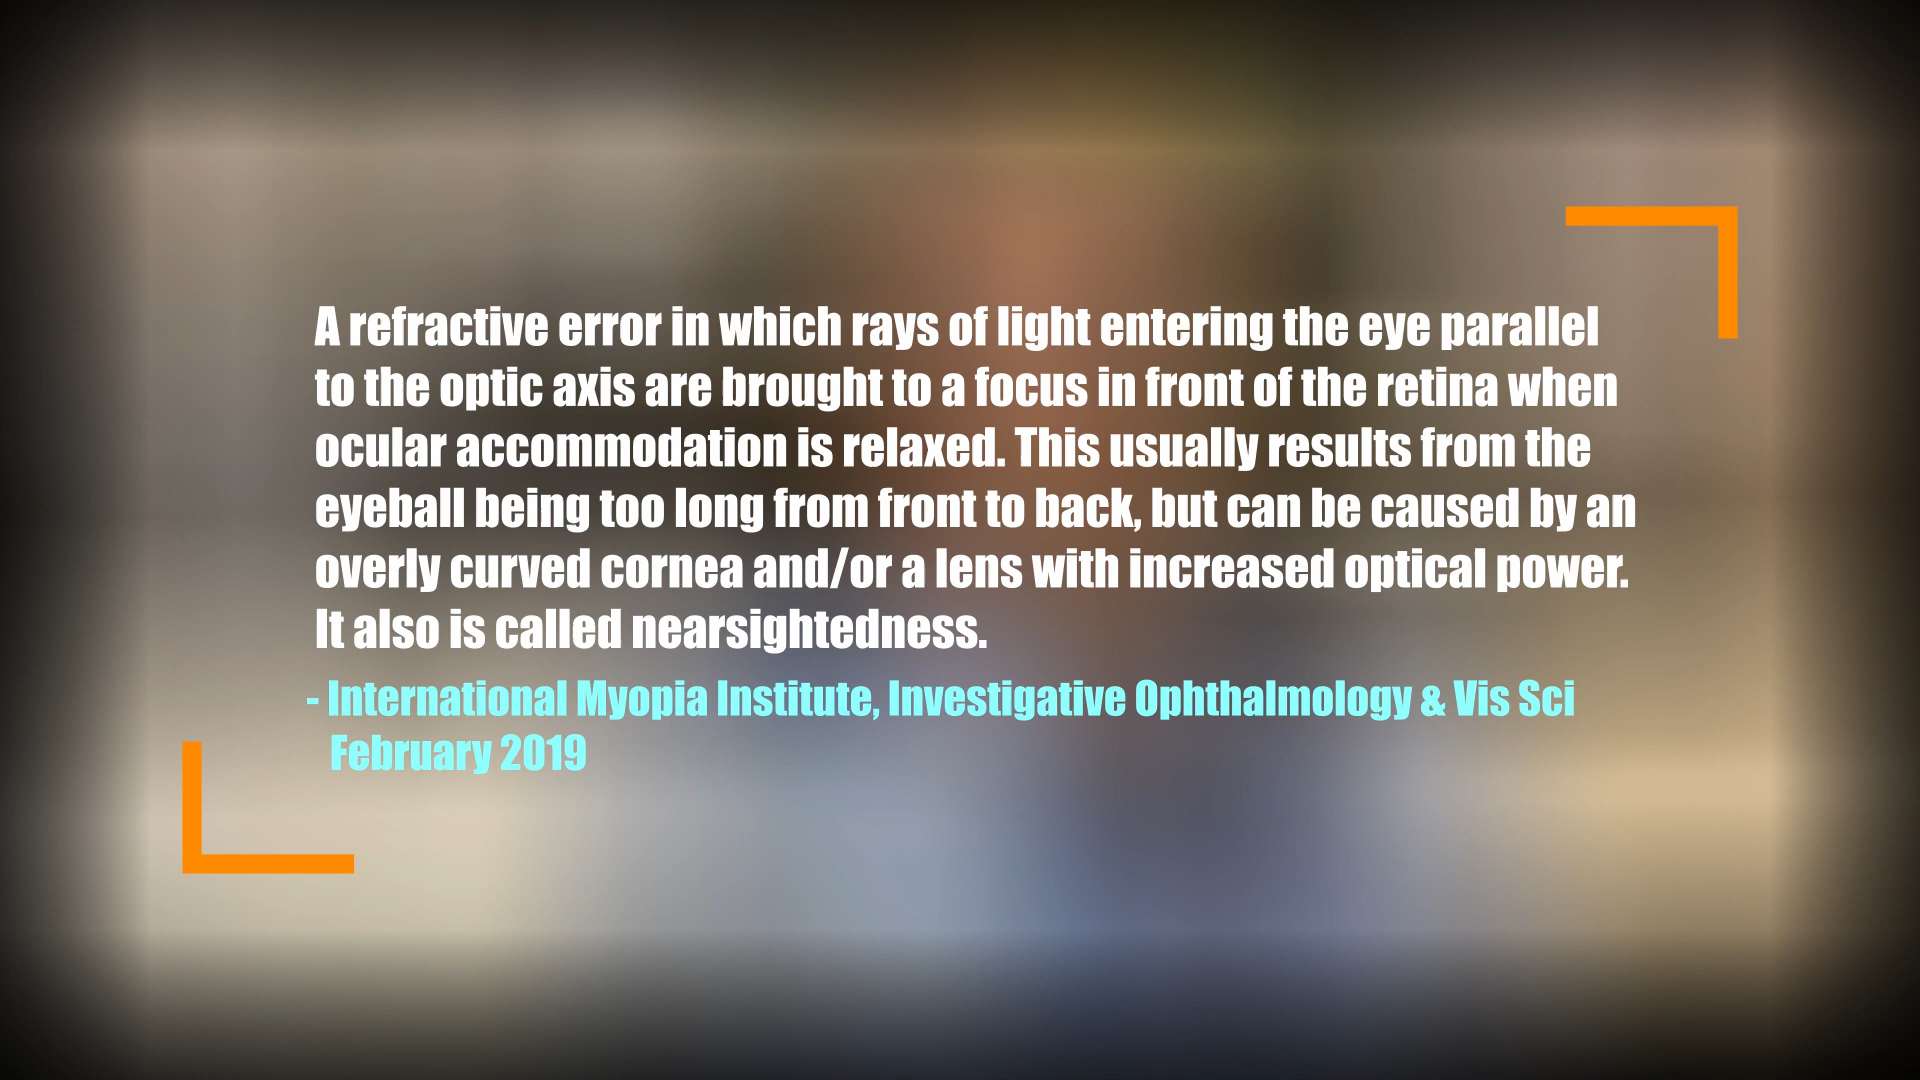 A refractive error in which rays of light entering the eye parallel
to the optic axis are brought to a focus in front of the retina when
ocular accommodation is relaxed. This usually results from the
eyeball being too long from front to back, but can be caused by an
overly curved cornea and/or a lens with increased optical power.
It also is called nearsightedness.
- International Myopia Institute, Investigative Ophthalmology & Vis Sci
February 2019